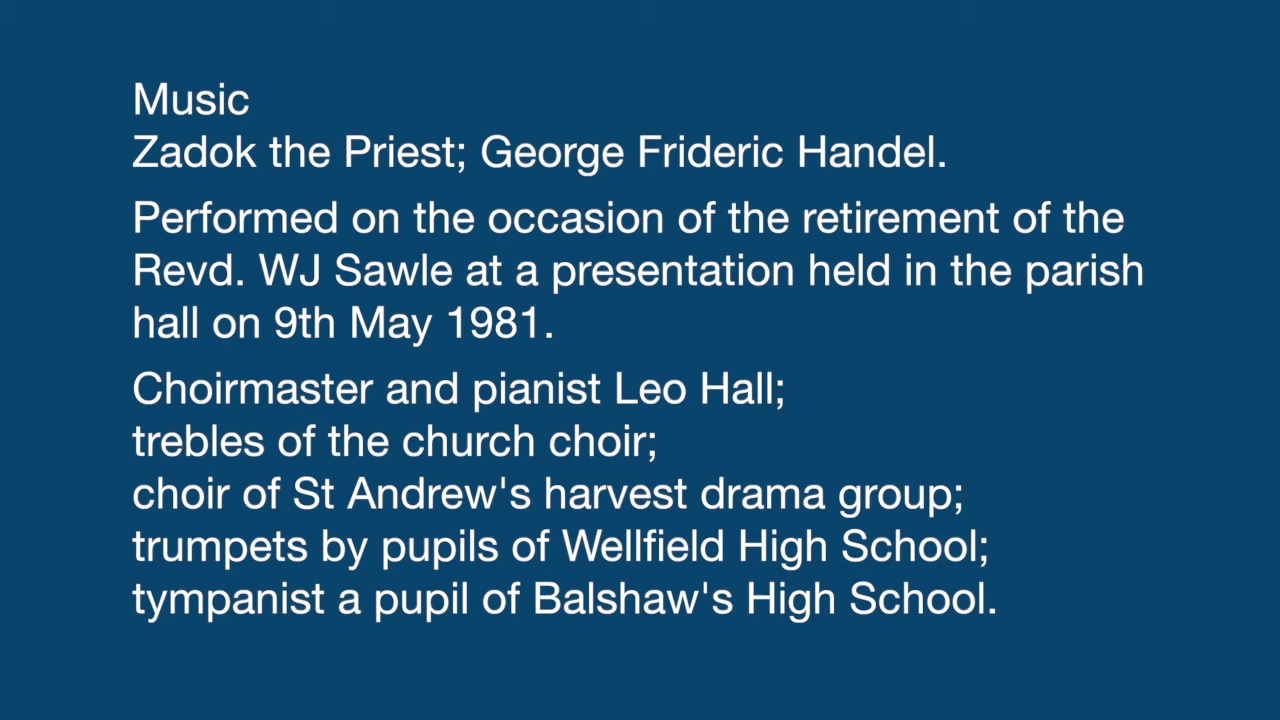 Music
Zadok the Priest; George Frideric Handel.
Performed on the occasion of the retirement of the
Revd. WJ Sawle at a presentation held in the parish
hall on 9th May 1981.
Choirmaster and pianist Leo Hall;
trebles of the church choir;
choir of St Andrew's harvest drama group;
trumpets by pupils of Wellfield High School;
tympanist a pupil of Balshaw's High School.